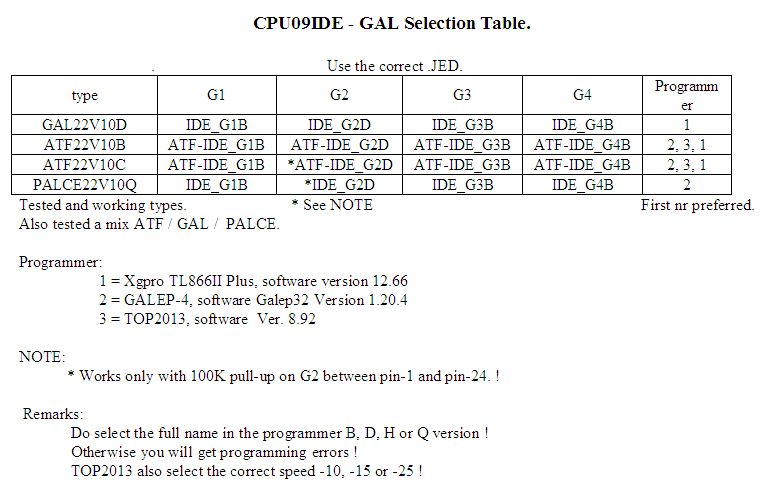 CPU09IDE - GAL Selection Table.
. Use the correct .JED.
type G1 G2 G3 G4 Programm
er
GAL22V10D IDE_G1B IDE_G2D IDE_G3B IDE_G4B 1
ATF22V10B ATF-IDE_G1B ATF-IDE_G2D ATF-IDE_G3B ATF-IDE_G4B 2, 3, 1
ATF22V10C ATF-IDE_G1B *ATF-IDE_G2D ATF-IDE_G3B ATF-IDE_G4B 2, 3, 1
PALCE22V10Q IDE_G1B *IDE_G2D IDE_G3B IDE_G4B 2
Tested and working types. * See NOTE First nr preferred.
Also tested a mix ATF / GAL / PALCE.
Programmer:
1 = Xgpro TL866II Plus, software version 12.66
2 = GALEP-4, software Galep32 Version 1.20.4
3 = TOP2013, software Ver. 8.92
NOTE:
* Works only with 100K pull-up on G2 between pin-1 and pin-24. !
Remarks:
Do select the full name in the programmer B, D, H or Q version !
Otherwise you will get programming errors !
TOP2013 also select the correct speed -10, -15 or -25 !